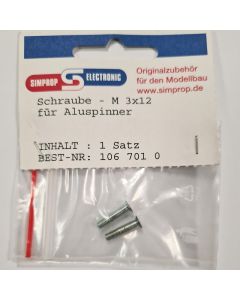 SIMPROP S ELECTRONIC
Originalzubehör
für den Modellbau
www.simprop.de
Schraube - M 3x12
für Aluspinner
INHALT : 1 Satz
BEST-NR: 106 701 0